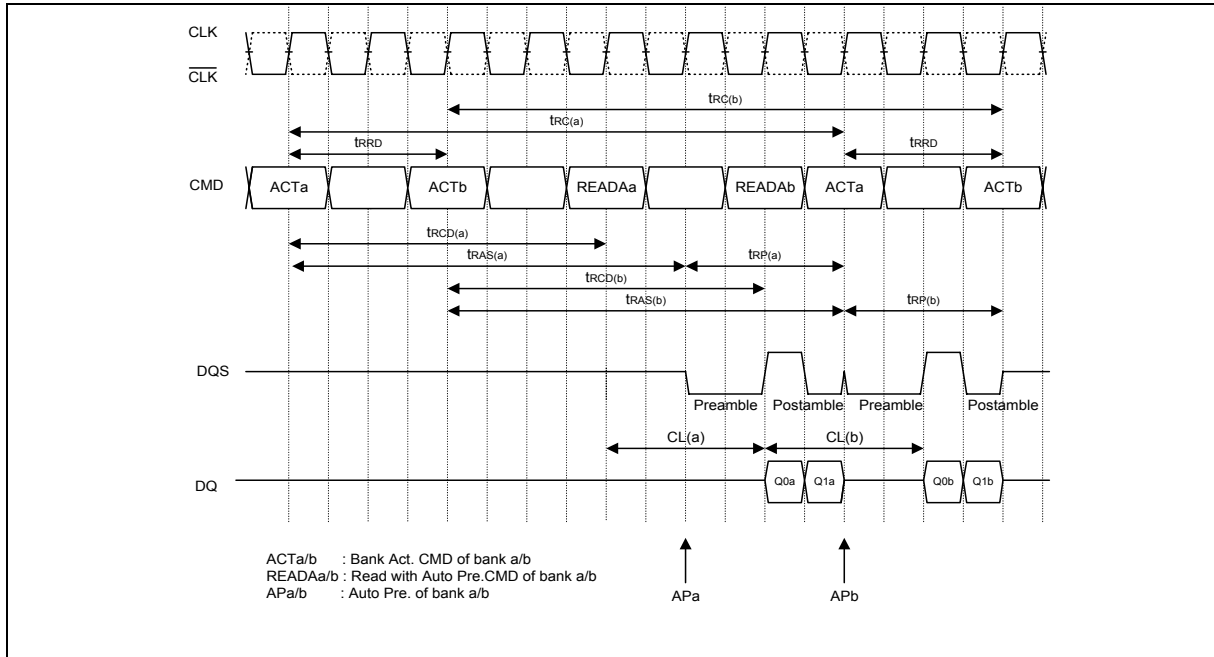 CLK
CLK
tRC(b)
tRC(a)
tRRD tRRD
CMD ACTa ACTb READAa READAb ACTa ACTb
tRCD(a)
tRAS(a) tRP(a)
tRCD(b)
tRAS(b) tRP(b)
DQS
Preamble Postamble Preamble Postamble
CL(a) CL(b)
DQ Q0a Q1a Q0b Q1b
ACTa/b : Bank Act. CMD of bank a/b
READAa/b : Read with Auto Pre.CMD of bank a/b
APa/b : Auto Pre. of bank a/b
APa APb